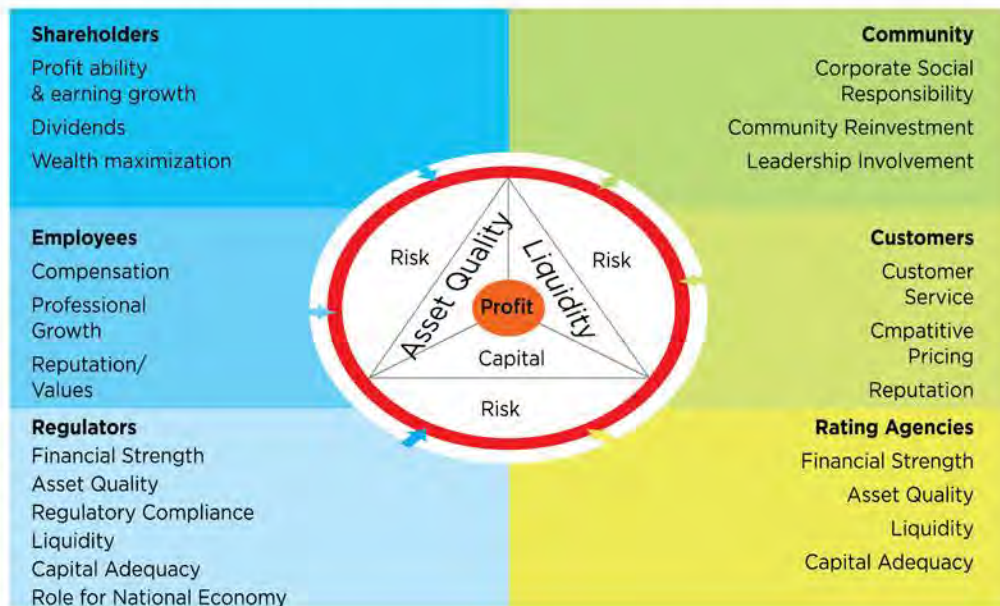 Shareholders
Profit ability
& earning growth
Dividends
Wealth maximization
Community
Corporate Social
Responsibility
Community Reinvestment
Leadership Involvement
Employees
Compensation
Professional
Growth
Reputation/
Values
Risk
Asset Quality
Liquidity
Risk
Profit
Capital
Risk
Customers
Customer
Service
Cmpatitive
Pricing
Reputation
Regulators
Financial Strength
Asset Quality
Regulatory Compliance
Liquidity
Capital Adequacy
Role for National Economy
Rating Agencies
Financial Strength
Asset Quality
Liquidity
Capital Adequacy